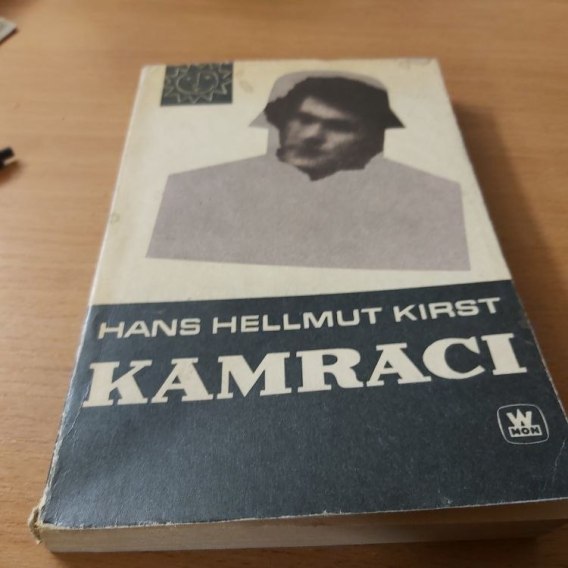 HANS HELLMUT KIRST
KAMRACI
W
MON